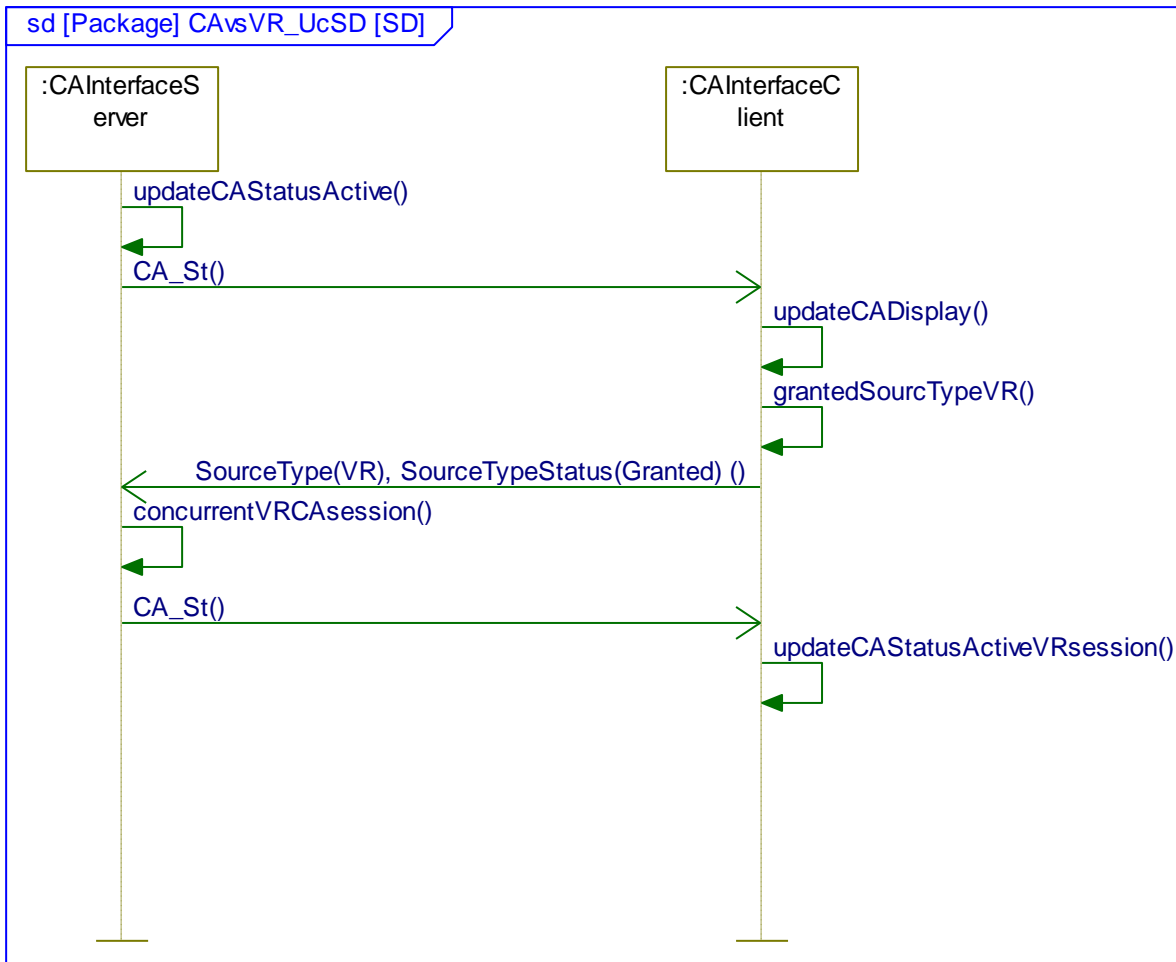 sd [Package] CAvsVR_UcSD [SD]
:CAInterfaceS
erver
:CAInterfaceC
lient
updateCAStatusActive()
CA_St()
updateCADisplay()
grantedSourcTypeVR()
SourceType(VR), SourceTypeStatus(Granted) ()
concurrentVRCAsession()
CA_St()
updateCAStatusActiveVRsession()